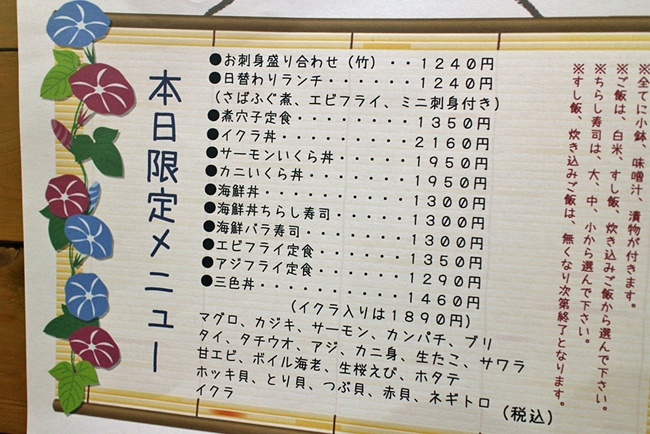 ※全てに小鉢、味噌汁、漬物が付きます。
※ご飯は、白米、すし飯、炊き込みご飯から選んで下さい。
※ちらし寿司は、大、中、小から選んで下さい。
※すし飯、炊き込みご飯は、無くなり次第終了となります。
本日限定メニュー
●お刺身盛り合わせ（竹）・・1240円
●日替わりランチ・・・・・・1240円
(さばふぐ煮、エビフライ、ミニ刺身付き)
●煮穴子定食・・・・・・・・1350円
●イクラ丼・・・・・・・・・2160円
●サーモンいくら丼・・・・・1950円
●カニいくら丼・・・・・・・1950円
●海鮮丼・・・・・・・・・・1300円
●海鮮丼ちらし寿司・・・・・1300円
●海鮮バラ寿司・・・・・・・1300円
●エビフライ定食・・・・・・1350円
●アジフライ定食・・・・・・1290円
●三色丼・・・・・・・・・・1460円
(イクラ入りは1890円)
マグロ、カジキ、サーモン、カンパチ、ブリ
タイ、タチウオ、アジ、カニ身、生たこ、サワラ
甘エビ、ボイル海老、生桜えび、ホタテ
ホッキ貝、とり貝、つぶ貝、赤貝、ネギトロ
イクラ
(税込)